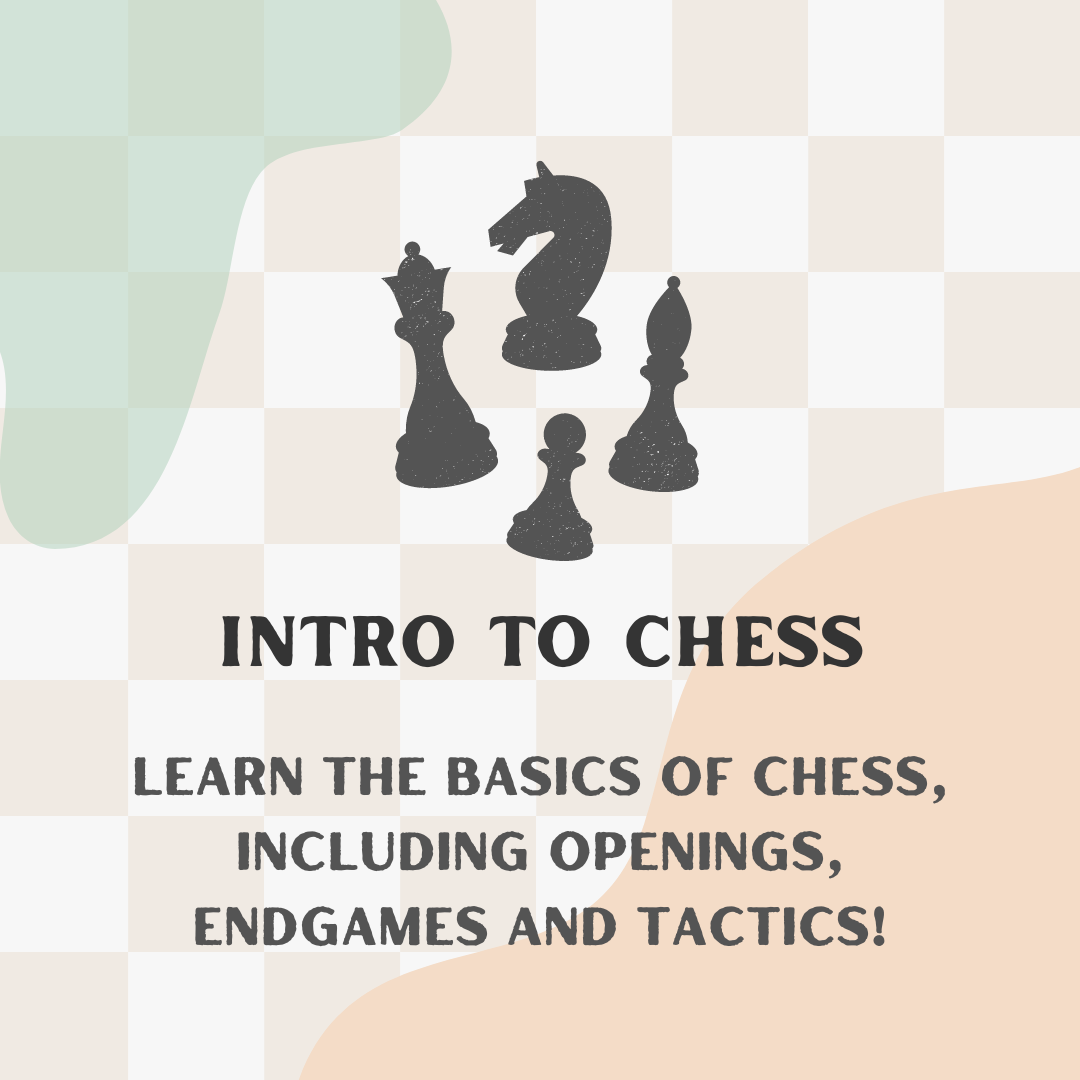 INTRO TO CHESS
LEARN THE BASICS OF CHESS,
INCLUDING OPENINGS,
ENDGAMES AND TACTICS!